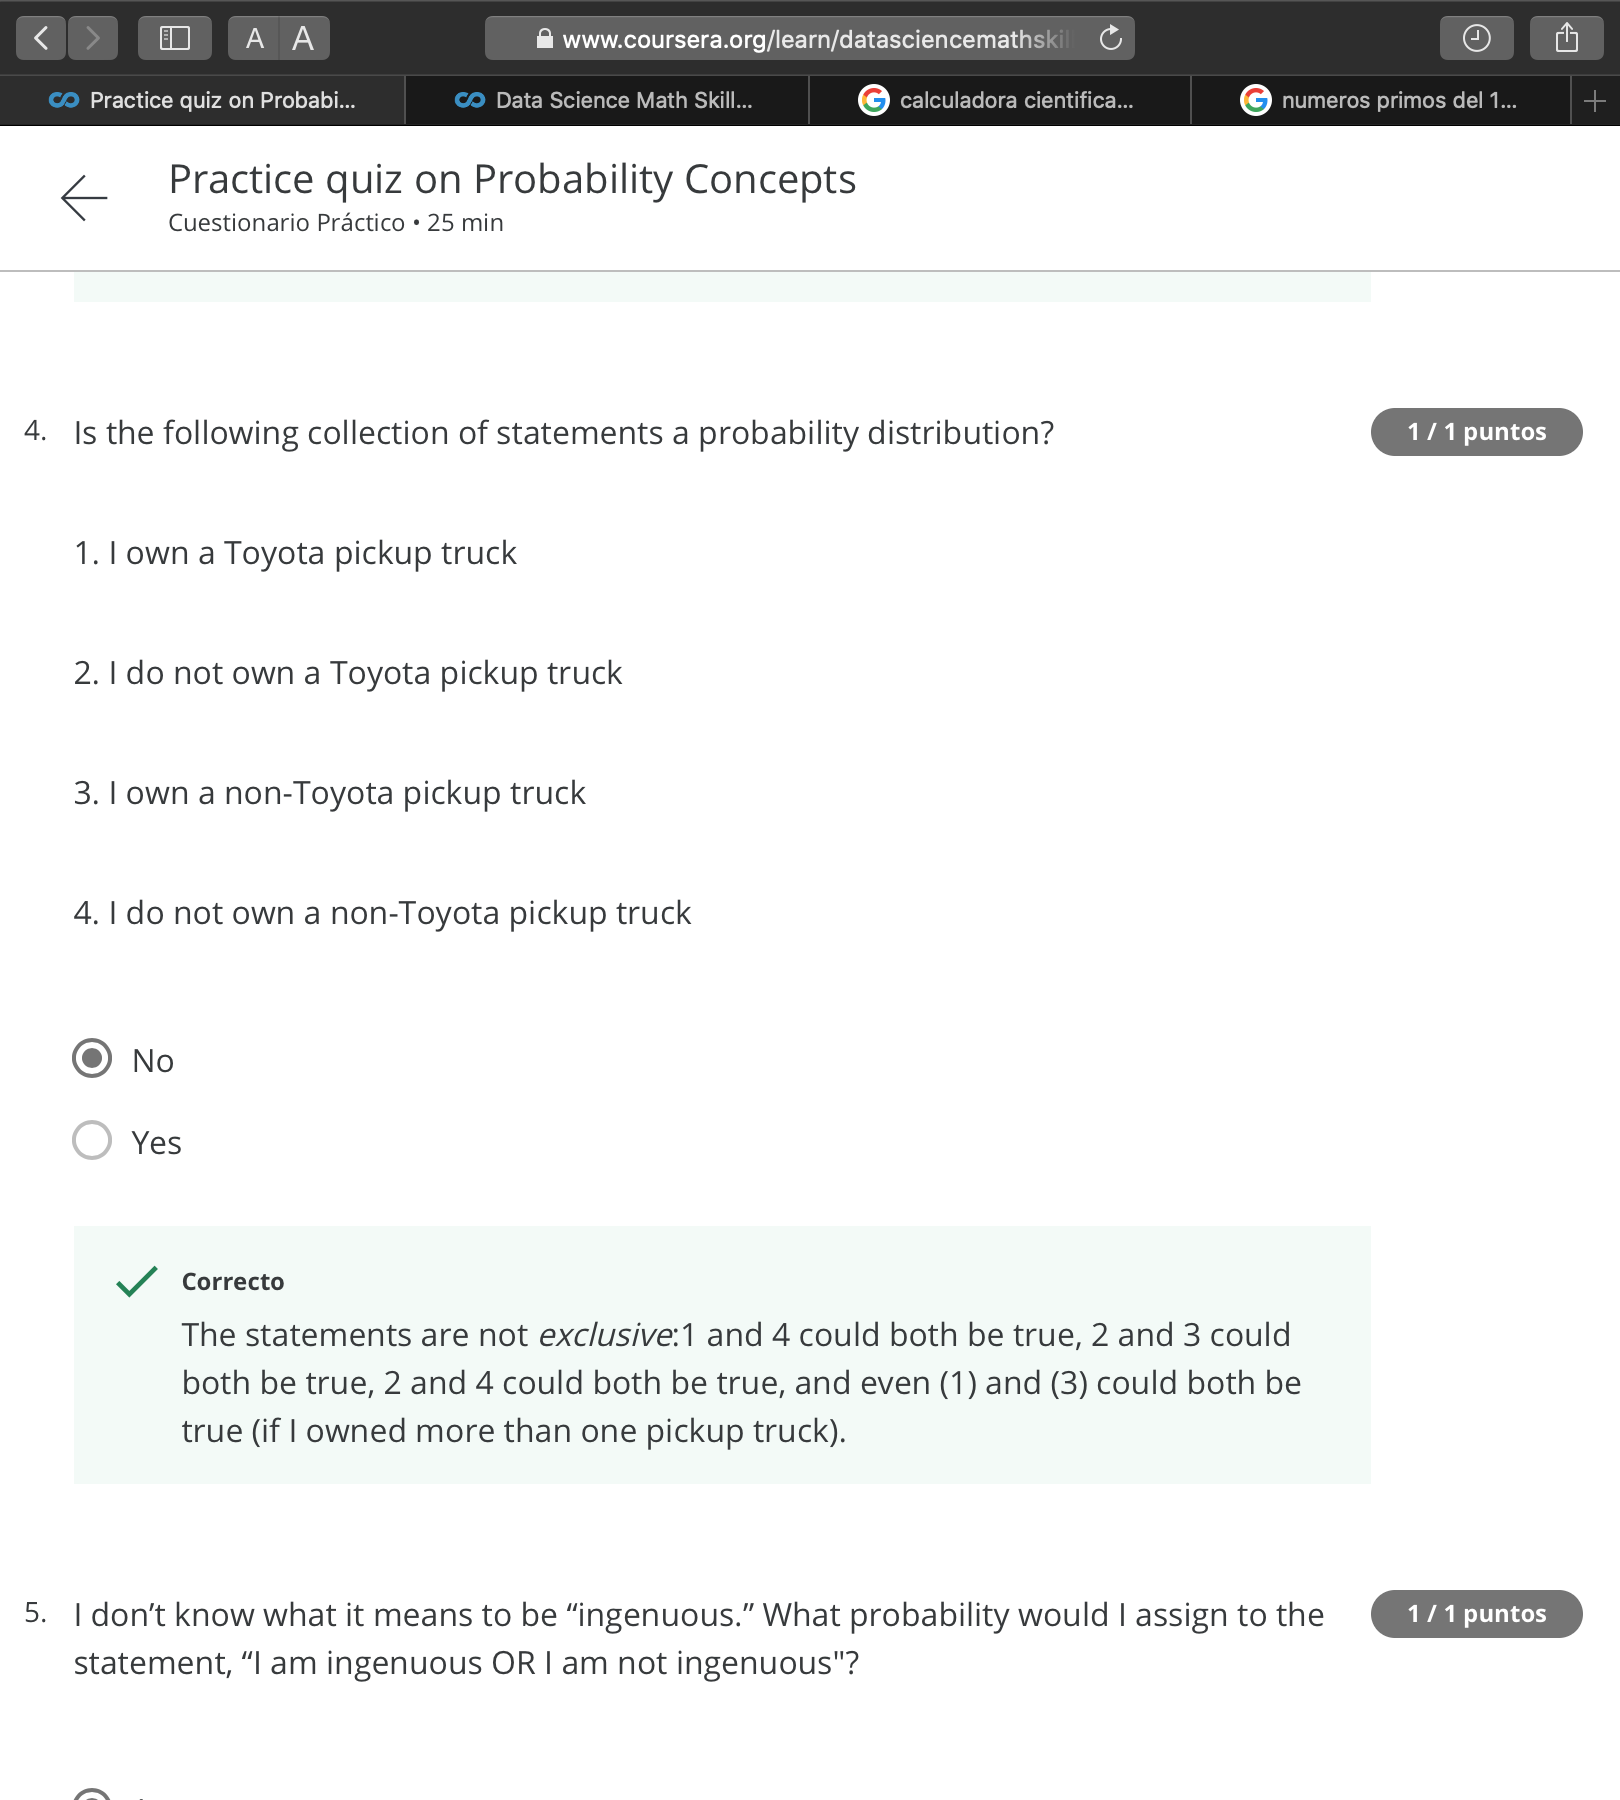 A A
www.coursera.org/learn/datasciencemathskil
Practice quiz on Probabi...
Data Science Math Skill...
calculadora cientifica...
numeros primos del 1...
Practice quiz on Probability Concepts
Cuestionario Práctico • 25 min
4. Is the following collection of statements a probability distribution?
1 / 1 puntos
1. I own a Toyota pickup truck
2. I do not own a Toyota pickup truck
3. I own a non-Toyota pickup truck
4. I do not own a non-Toyota pickup truck
No
Yes
Correcto
The statements are not exclusive:1 and 4 could both be true, 2 and 3 could
both be true, 2 and 4 could both be true, and even (1) and (3) could both be
true (if I owned more than one pickup truck).
5. I don’t know what it means to be “ingenuous.” What probability would I assign to the
statement, “I am ingenuous OR I am not ingenuous"?
1 / 1 puntos